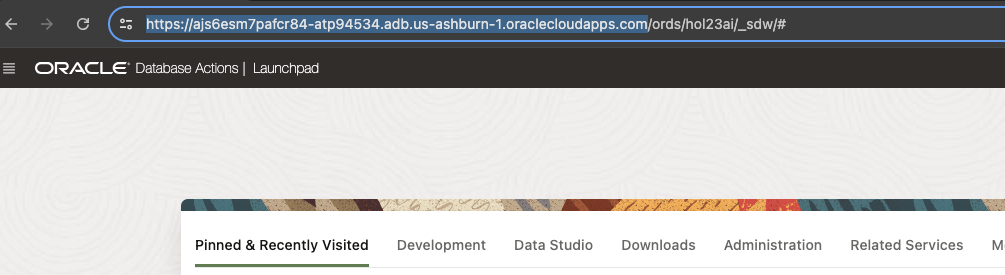 https://ajs6esm7pafcr84-atp94534.adb.us-ashburn-1.oraclecloudapps.com/ords/hol23ai/_sdw/#
ORACLE® Database Actions | Launchpad
Pinned & Recently Visited Development Data Studio Downloads Administration Related Services